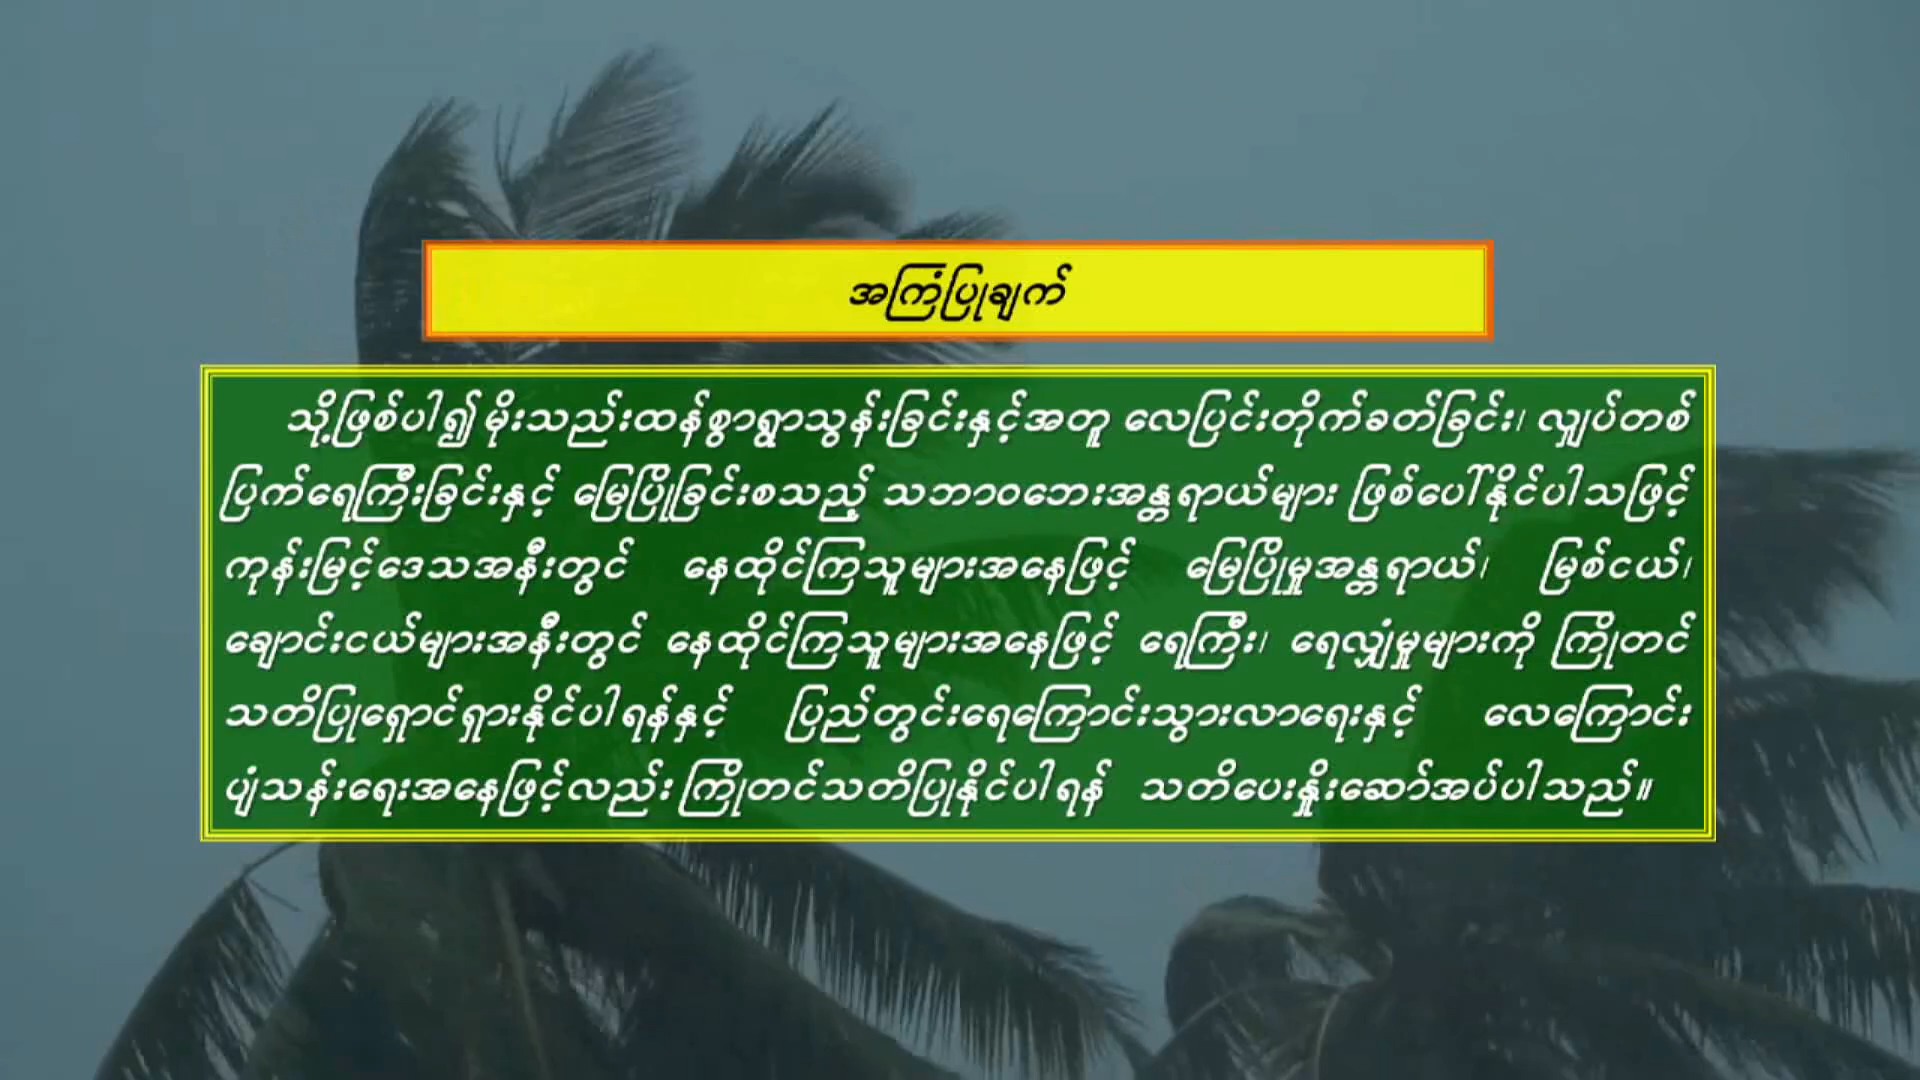 အကြံပြုချက်
သို့ဖြစ်ပါ၍ မိုးသည်းထန်စွာရွာသွန်းခြင်းနှင့်အတူ လေပြင်းတိုက်ခတ်ခြင်း၊ လျှပ်တစ်
ပြက်ရေကြီးခြင်းနှင့် မြေပြိုခြင်းစသည့် သဘာဝဘေးအန္တရာယ်များ ဖြစ်ပေါ်နိုင်ပါသဖြင့်
ကုန်းမြင့်ဒေသအနီးတွင် နေထိုင်ကြသူများအနေဖြင့် မြေပြိုမှုအန္တရာယ်၊ မြစ်ငယ်၊
ချောင်းငယ်များအနီးတွင် နေထိုင်ကြသူများအနေဖြင့် ရေကြီး၊ ရေလျှံမှုများကို ကြိုတင်
သတိပြုရှောင်ရှားနိုင်ပါရန်နှင့် ပြည်တွင်းရေကြောင်းသွားလာရေးနှင့် လေကြောင်း
ပျံသန်းရေးအနေဖြင့်လည်း ကြိုတင်သတိပြုနိုင်ပါရန် သတိပေးနှိုးဆော်အပ်ပါသည်။